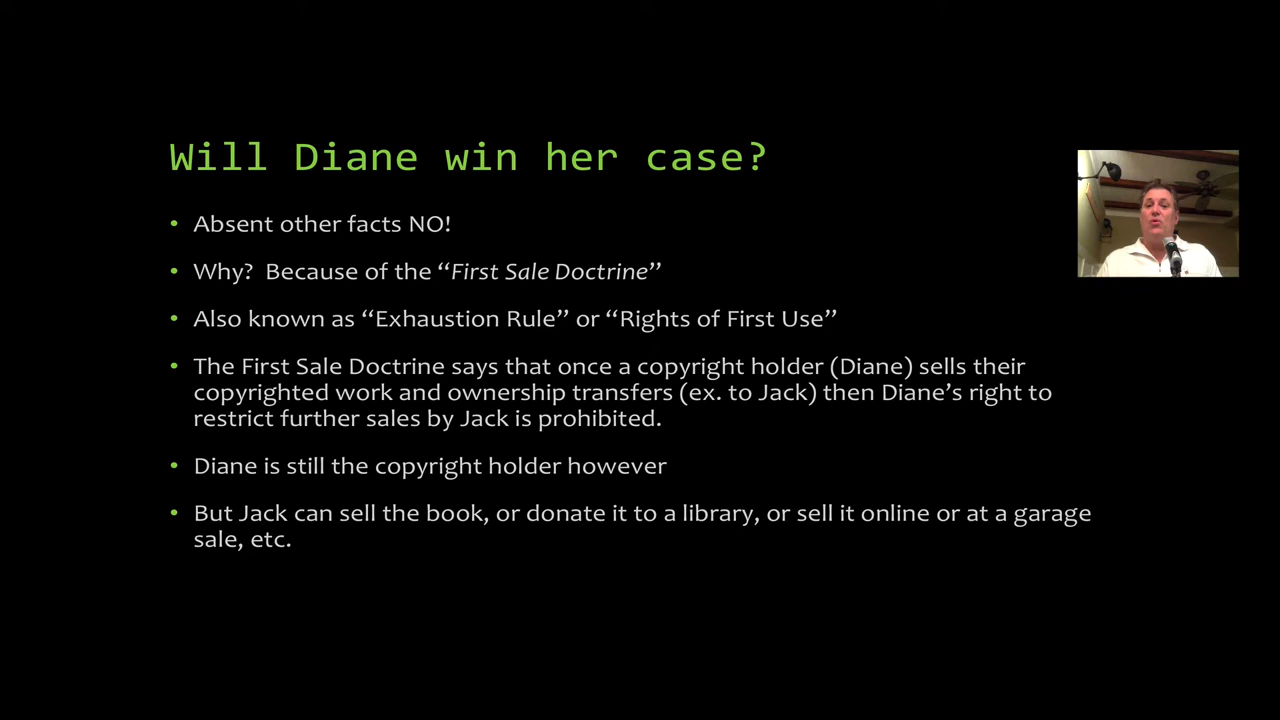 Will Diane win her case?
• Absent other facts NO!
• Why?  Because of the “First Sale Doctrine”
• Also known as “Exhaustion Rule” or “Rights of First Use”
• The First Sale Doctrine says that once a copyright holder (Diane) sells their
copyrighted work and ownership transfers (ex. to Jack) then Diane’s right to
restrict further sales by Jack is prohibited.
• Diane is still the copyright holder however
• But Jack can sell the book, or donate it to a library, or sell it online or at a garage
sale, etc.